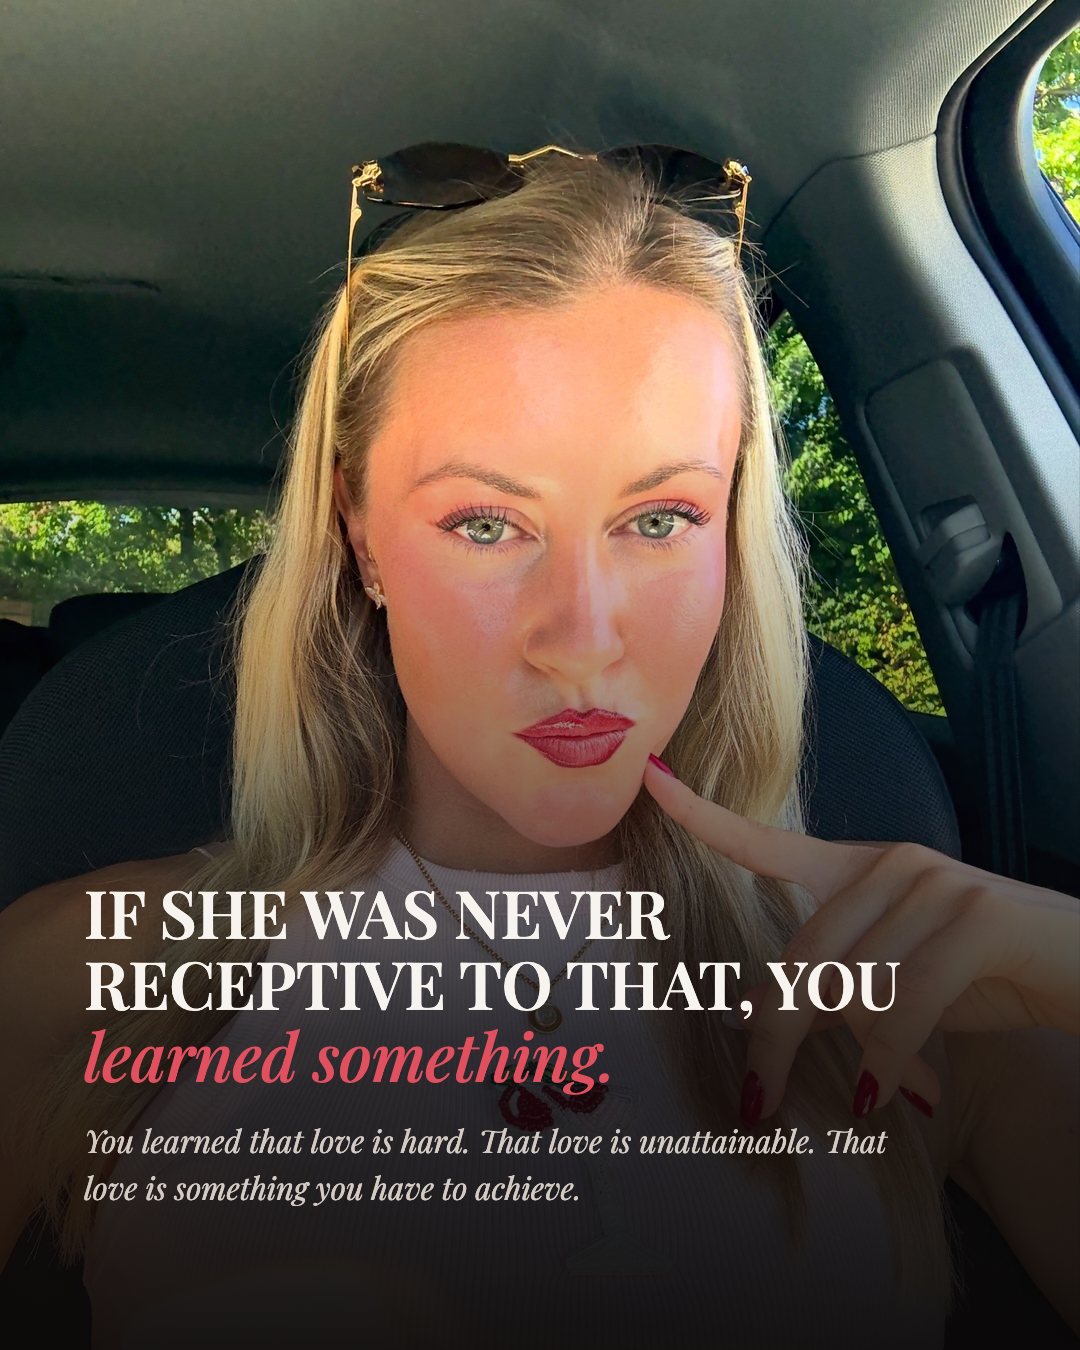 IF SHE WAS NEVER
RECEPTIVE TO THAT, YOU
learned something.
You learned that love is hard. That love is unattainable. That
love is something you have to achieve.